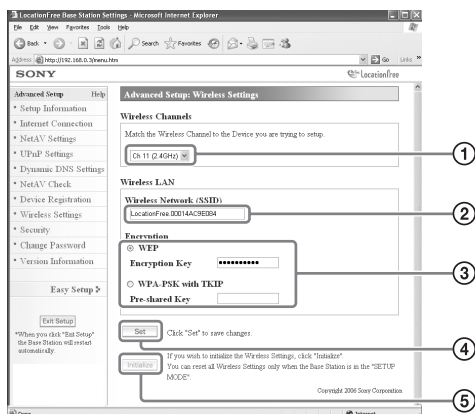 LocationFree Base Station Settings - Microsoft Internet Explorer
File Edit View Favorites Tools Help
Back Search Favorites
Address http://192.168.0.3/menu.htm Go Links
SONY LocationFree
Advanced Setup Help
Setup Information
Internet Connection
NetAV Settings
UPnP Settings
Dynamic DNS Settings
NetAV Check
Device Registration
Wireless Settings
Security
Change Password
Version Information
Easy Setup
Exit Setup
*When you click "Exit Setup"
the Base Station will restart
automatically.
Advanced Setup: Wireless Settings
Wireless Channels
Match the Wireless Channel to the Device you are trying to setup.
Ch 11 (2.4GHz)
1
Wireless LAN
Wireless Network (SSID)
LocationFree.00014AC9E084
2
Encryption
WEP
Encryption Key ••••••••••
WPA-PSK with TKIP
Pre-shared Key
3
Set Click "Set" to save changes.
4
Initialize
If you wish to initialize the Wireless Settings, click "Initialize"
You can reset all Wireless Settings only when the Base Station is in the "SETUP
MODE".
5
Copyright 2006 Sony Corporation
Internet